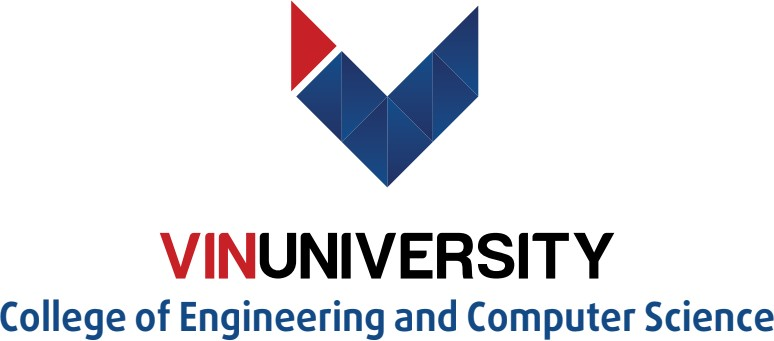 VINUNIVERSITY
College of Engineering and Computer Science